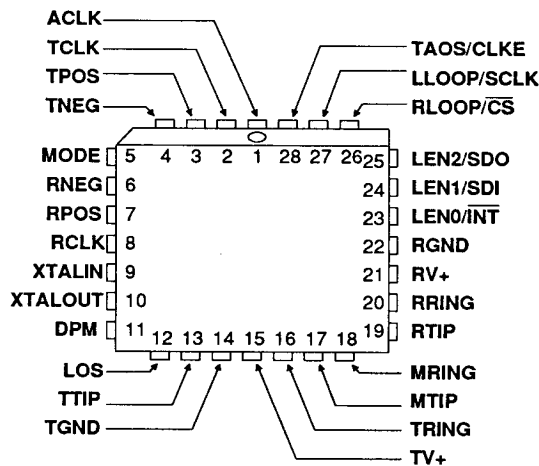 ACLK
TCLK
TPOS
TNEG
TAOS/CLKE
LLOOP/SCLK
RLOOP/C̅S̅
4 3 2 1 28 27 26
MODE 5
RNEG 6
RPOS 7
RCLK 8
XTALIN 9
XTALOUT 10
DPM 11
25 LEN2/SDO
24 LEN1/SDI
23 LEN0/I̅N̅T̅
22 RGND
21 RV+
20 RRING
19 RTIP
12 13 14 15 16 17 18
LOS
TTIP
TGND
MRING
MTIP
TRING
TV+